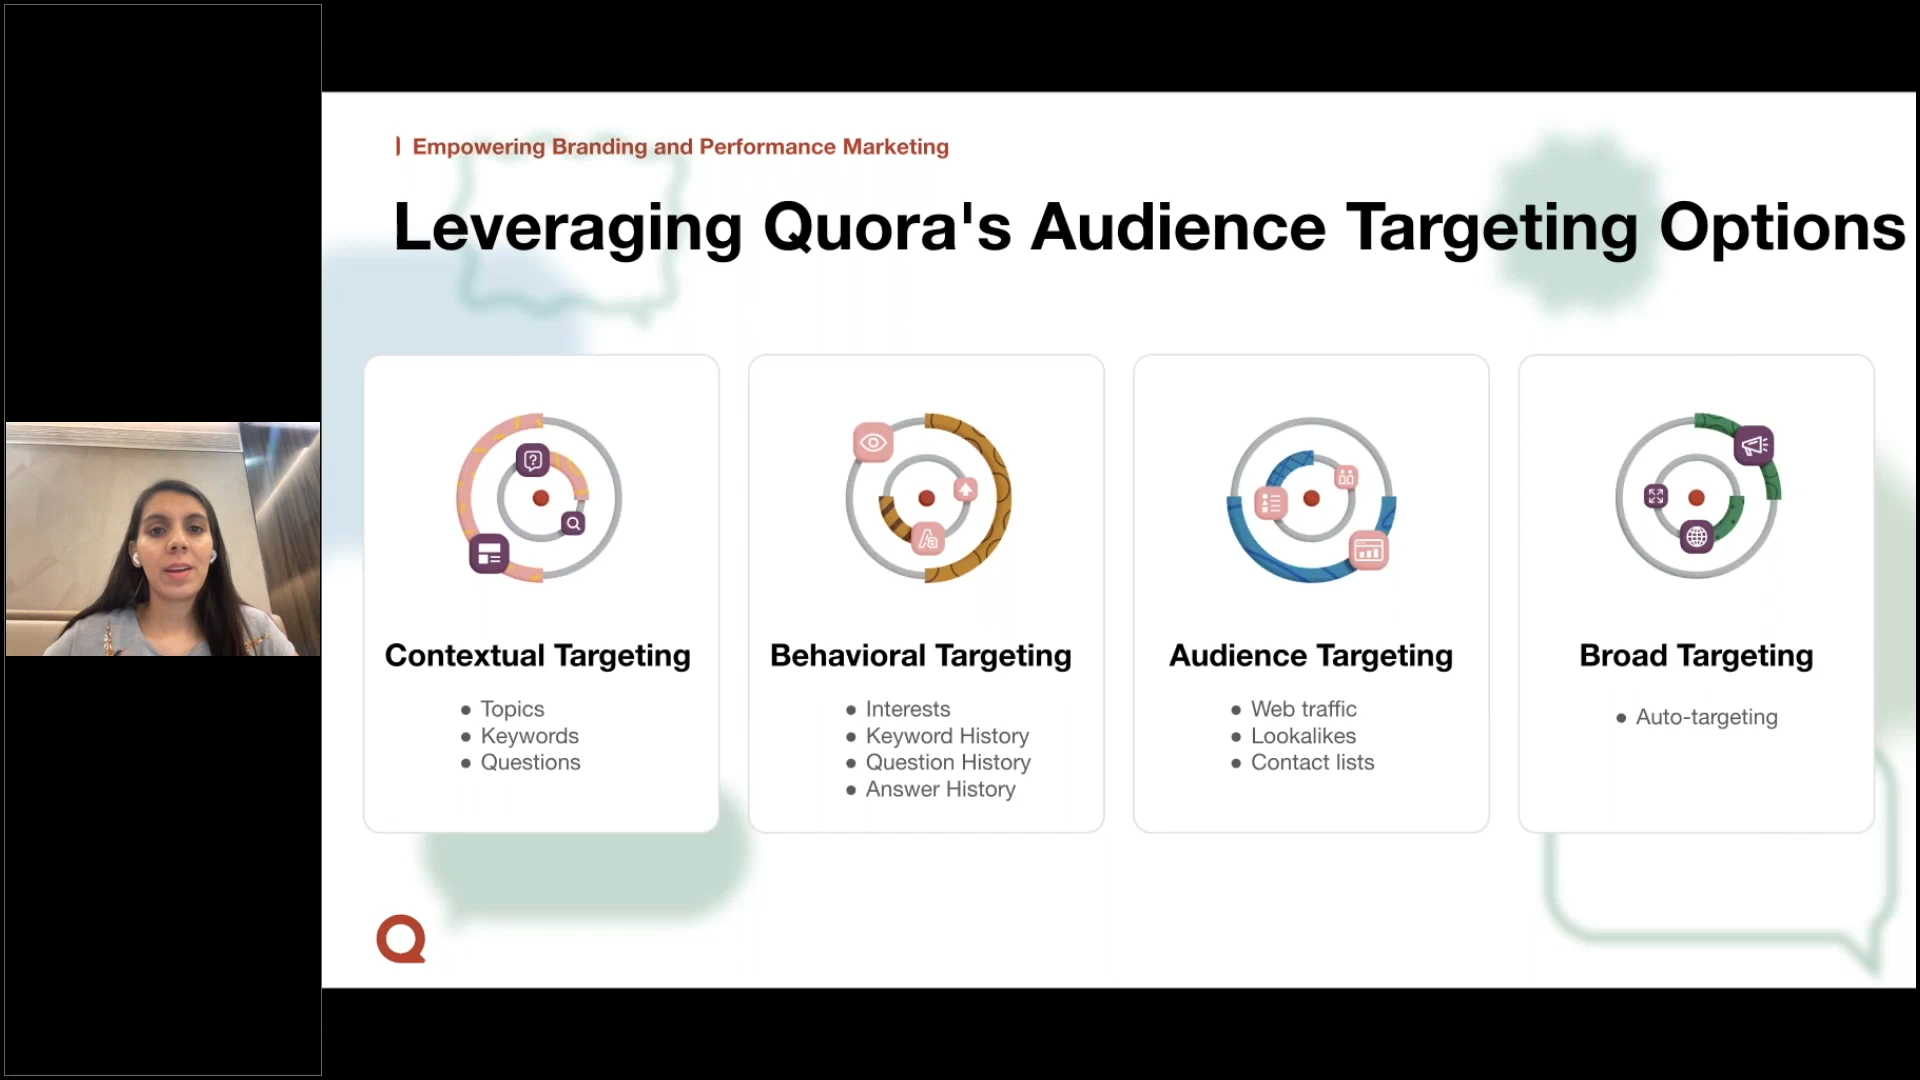 Empowering Branding and Performance Marketing
Leveraging Quora's Audience Targeting Options
Contextual Targeting
• Topics
• Keywords
• Questions
Behavioral Targeting
• Interests
• Keyword History
• Question History
• Answer History
Audience Targeting
• Web traffic
• Lookalikes
• Contact lists
Broad Targeting
• Auto-targeting